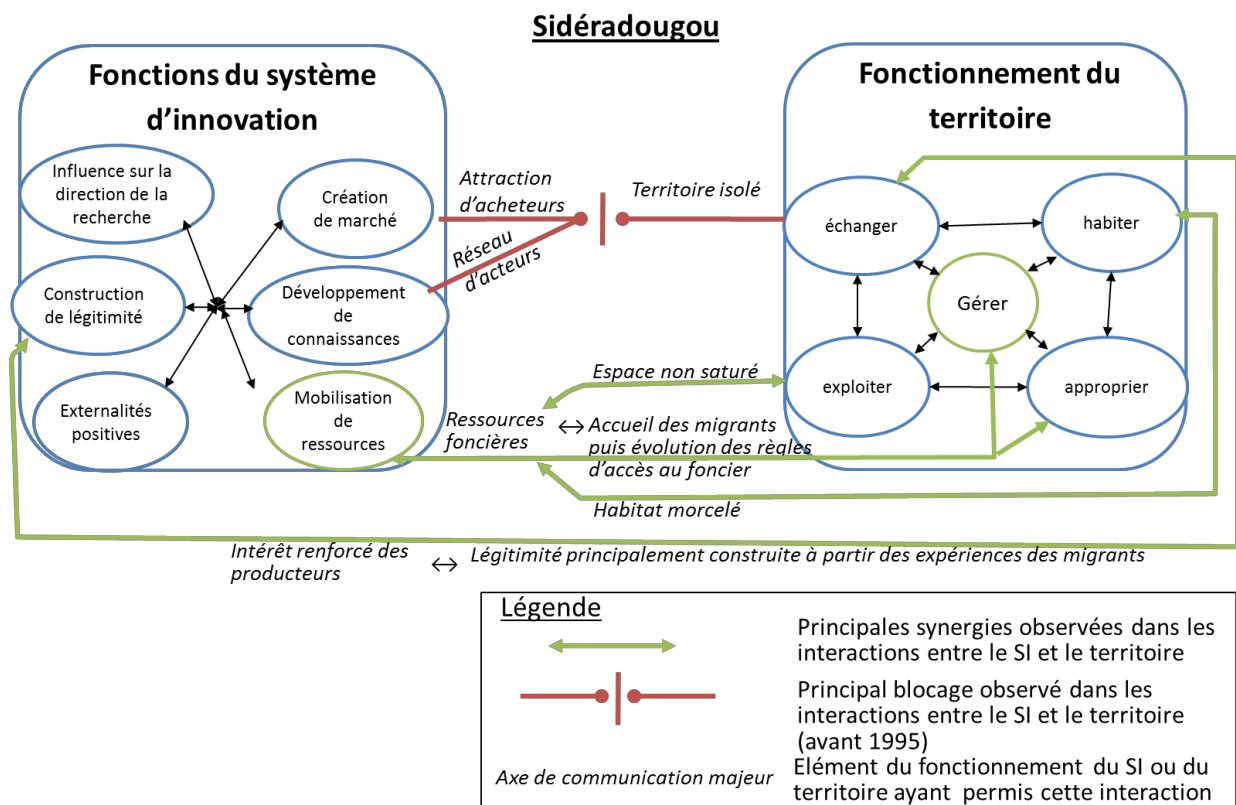 Sidéradougou
Fonctions du système
d’innovation
Influence sur la
direction de la
recherche
Création
de marché
Construction
de légitimité
Développement
de
connaissances
Externalités
positives
Mobilisation
de
ressources
Attraction
d’acheteurs
Réseau
d’acteurs
Territoire isolé
Fonctionnement du
territoire
échanger
habiter
Gérer
exploiter
approprier
Espace non saturé
Ressources
foncières
Accueil des migrants
puis évolution des règles
d’accès au foncier
Habitat morcelé
Intérêt renforcé des
producteurs
Légitimité principalement construite à partir des expériences des migrants
Légende
Principales synergies observées dans les
interactions entre le SI et le territoire
Principal blocage observé dans les
interactions entre le SI et le territoire
(avant 1995)
Axe de communication majeur
Elément du fonctionnement du SI ou du
territoire ayant permis cette interaction